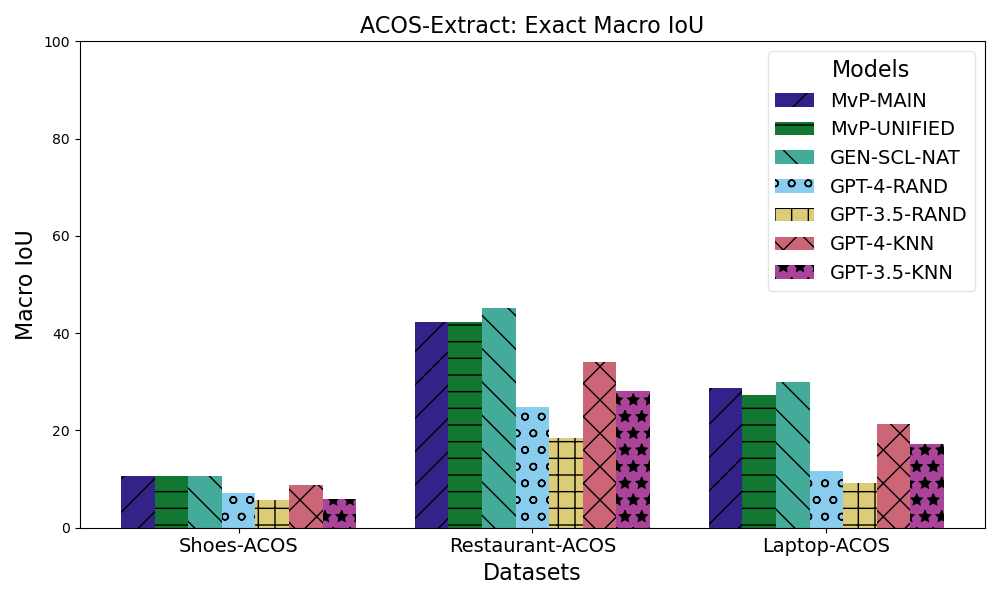 ACOS-Extract: Exact Macro IoU
100
80
60
40
20
0
Macro IoU
Models
MvP-MAIN
MvP-UNIFIED
GEN-SCL-NAT
GPT-4-RAND
GPT-3.5-RAND
GPT-4-KNN
GPT-3.5-KNN
Shoes-ACOS
Restaurant-ACOS
Laptop-ACOS
Datasets